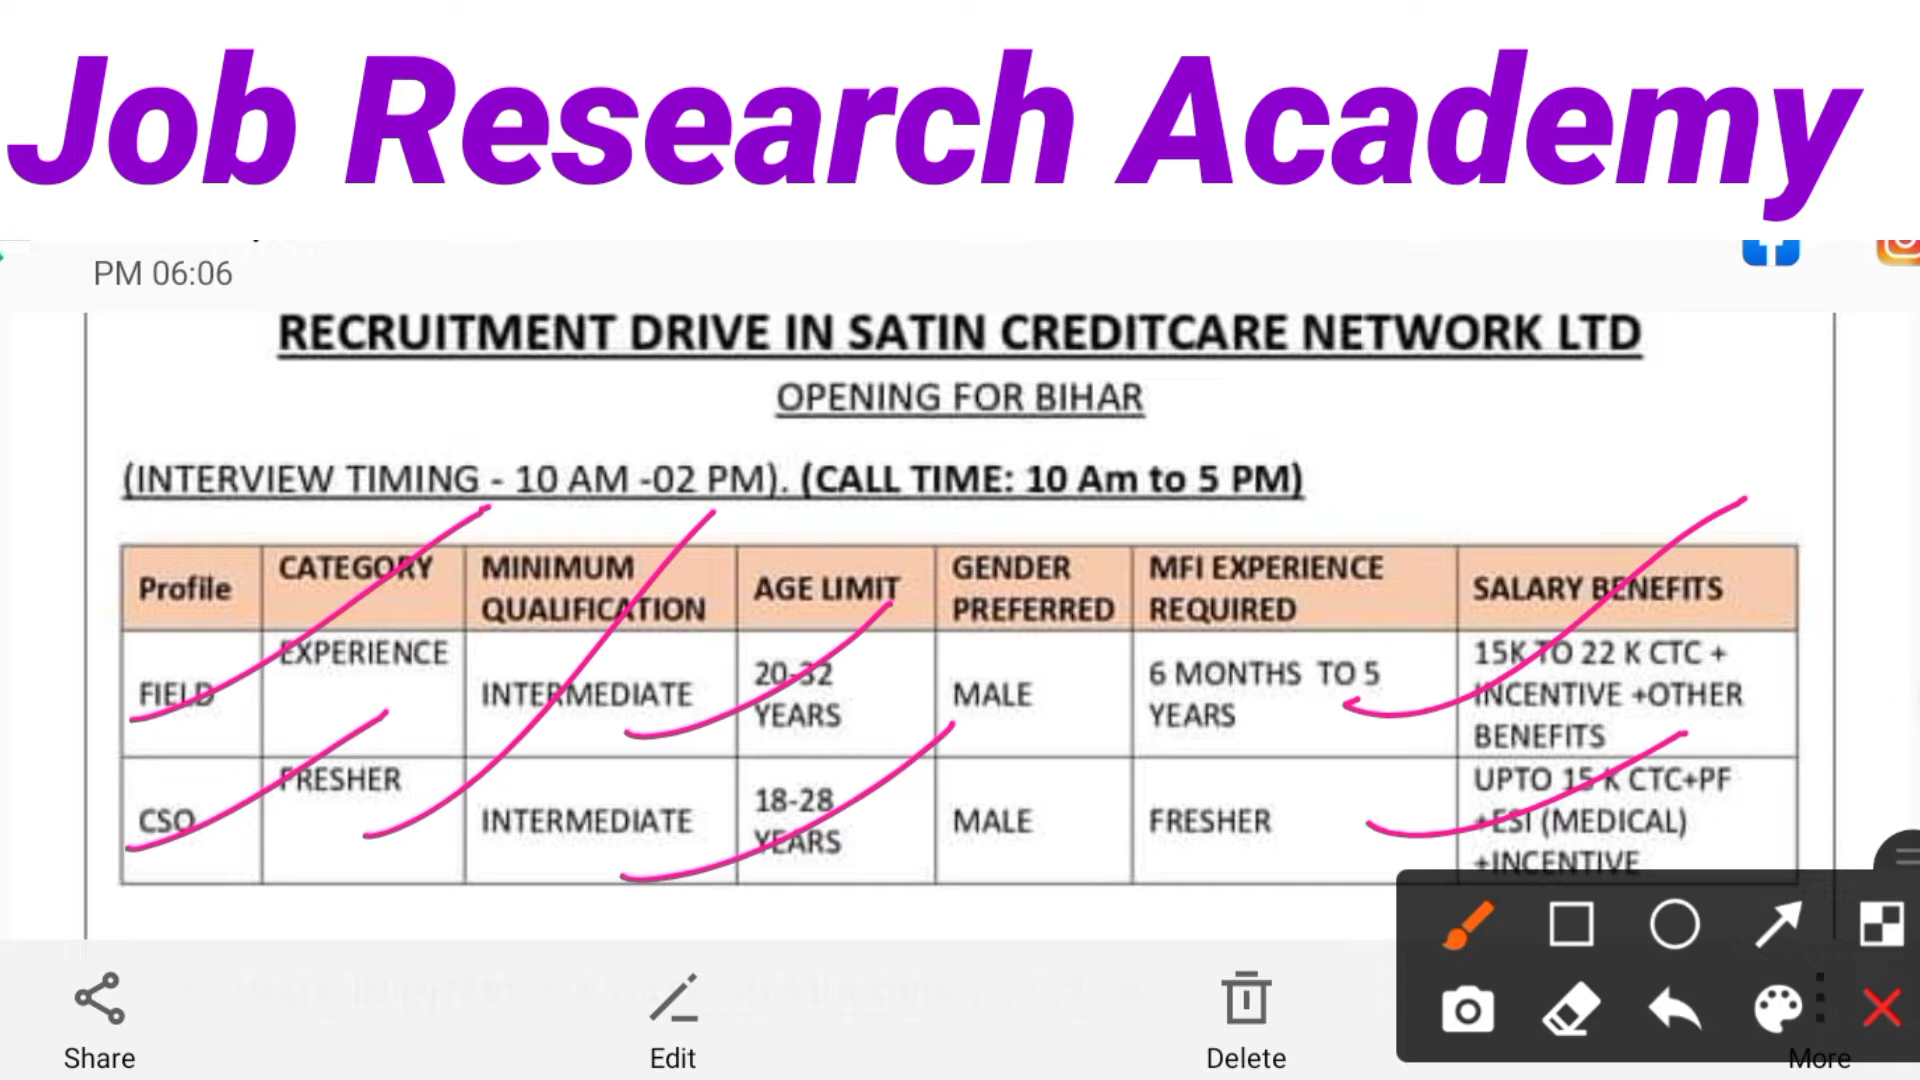 Job Research Academy
PM 06:06
RECRUITMENT DRIVE IN SATIN CREDITCARE NETWORK LTD
OPENING FOR BIHAR
(INTERVIEW TIMING - 10 AM -02 PM). (CALL TIME: 10 Am to 5 PM)
Profile CATEGORY MINIMUM QUALIFICATION AGE LIMIT GENDER PREFERRED MFI EXPERIENCE REQUIRED SALARY BENEFITS
FIELD EXPERIENCE INTERMEDIATE 20-32 YEARS MALE 6 MONTHS TO 5 YEARS 15K TO 22 K CTC + INCENTIVE +OTHER BENEFITS
CSO FRESHER INTERMEDIATE 18-28 YEARS MALE FRESHER UPTO 15 K CTC+PF +ESI (MEDICAL) +INCENTIVE
Share Edit Delete More